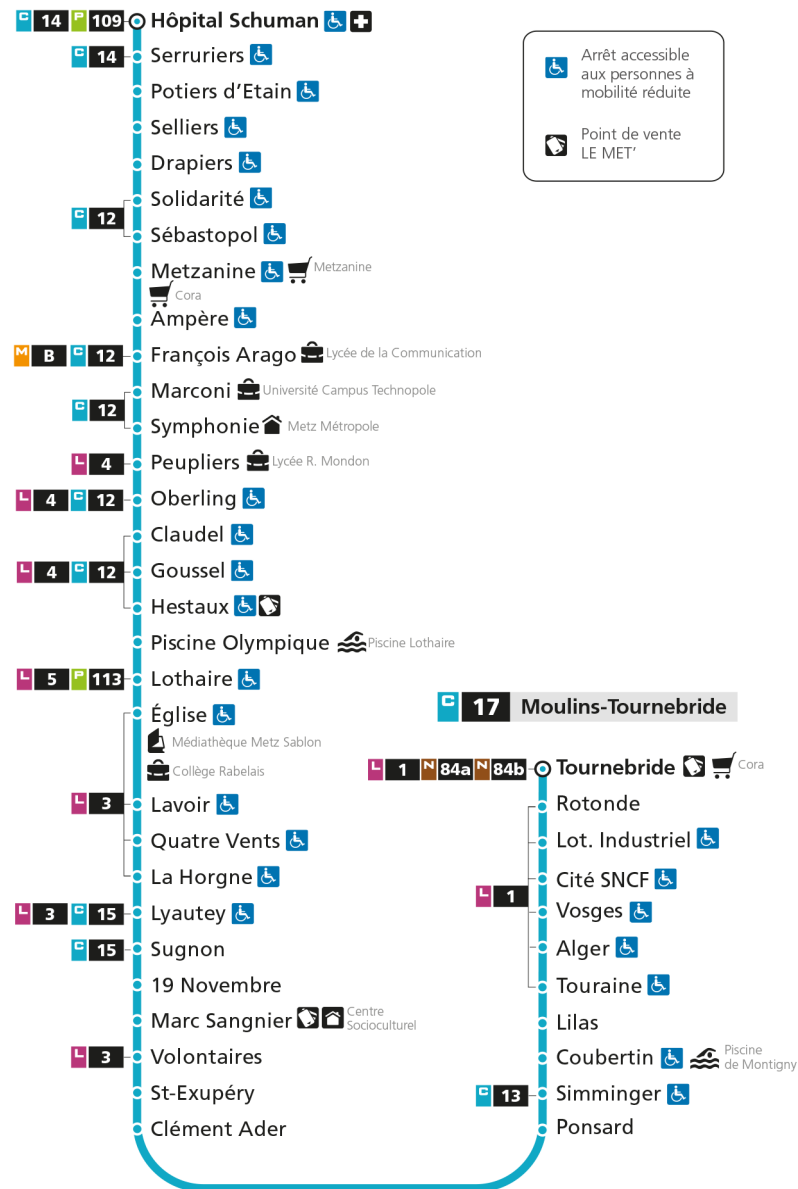 C 14 P 109 Hôpital Schuman
C 14 Serruriers
Potiers d'Etain
Selliers
Drapiers
Solidarité
C 12
Sébastopol
Metzanine Metzanine
Cora
Ampère
M B C 12 François Arago Lycée de la Communication
Marconi Université Campus Technopole
C 12
Symphonie Metz Métropole
L 4 Peupliers Lycée R. Mondon
L 4 C 12 Oberling
Claudel
L 4 C 12 Goussel
Hestaux
Piscine Olympique Piscine Lothaire
L 5 P 113 Lothaire
Église
Médiathèque Metz Sablon
Collège Rabelais
L 3 Lavoir
Quatre Vents
La Horgne
L 3 C 15 Lyautey
C 15 Sugnon
19 Novembre
Marc Sangnier Centre
Socioculturel
L 3 Volontaires
St-Exupéry
Clément Ader
Arrêt accessible
aux personnes à
mobilité réduite
Point de vente
LE MET'
C 17 Moulins-Tournebride
L 1 N 84a N 84b Tournebride Cora
Rotonde
Lot. Industriel
Cité SNCF
L 1
Vosges
Alger
Touraine
Lilas
Coubertin Piscine
de Montigny
C 13 Simminger
Ponsard